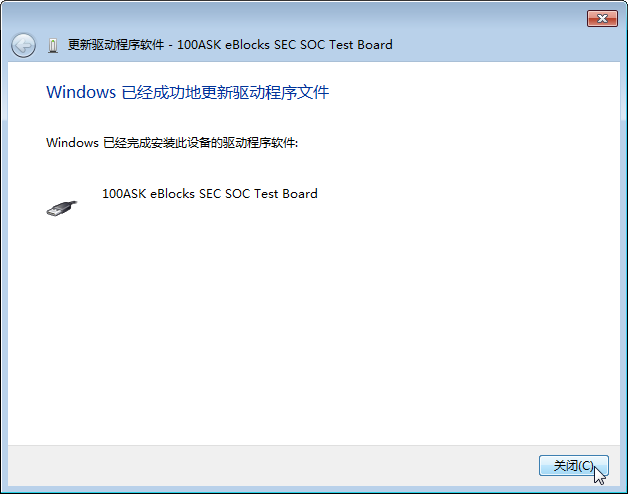 更新驱动程序软件 - 100ASK eBlocks SEC SOC Test Board
Windows 已经成功地更新驱动程序文件
Windows 已经完成安装此设备的驱动程序软件:
100ASK eBlocks SEC SOC Test Board
关闭(C)